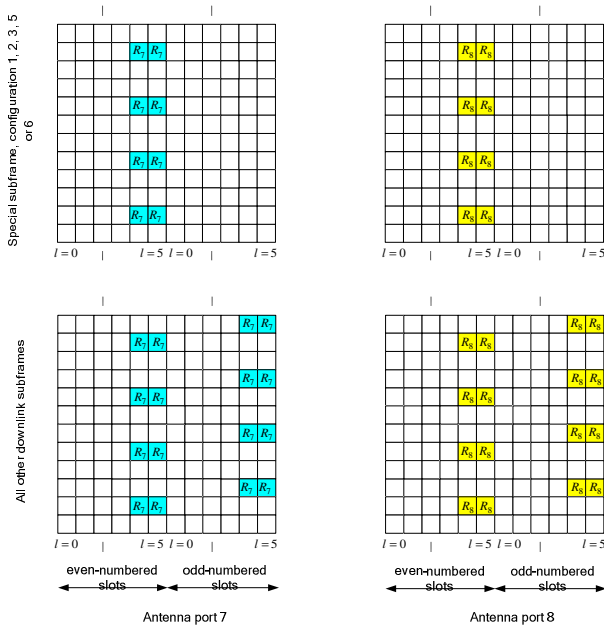 Special subframe, configuration 1, 2, 3, 5
or 6
R7 R7 R8 R8
R7 R7 R8 R8
R7 R7 R8 R8
R7 R7 R8 R8
l = 0 l = 5 l = 0 l = 5 l = 0 l = 5 l = 0 l = 5
All other downlink subframes
R7 R7 R8 R8
R7 R7 R8 R8
R7 R7 R8 R8
R7 R7 R8 R8
R7 R7 R8 R8
R7 R7 R8 R8
R7 R7 R8 R8
R7 R7 R8 R8
l = 0 l = 5 l = 0 l = 5 l = 0 l = 5 l = 0 l = 5
even-numbered odd-numbered even-numbered odd-numbered
slots slots slots slots
Antenna port 7 Antenna port 8